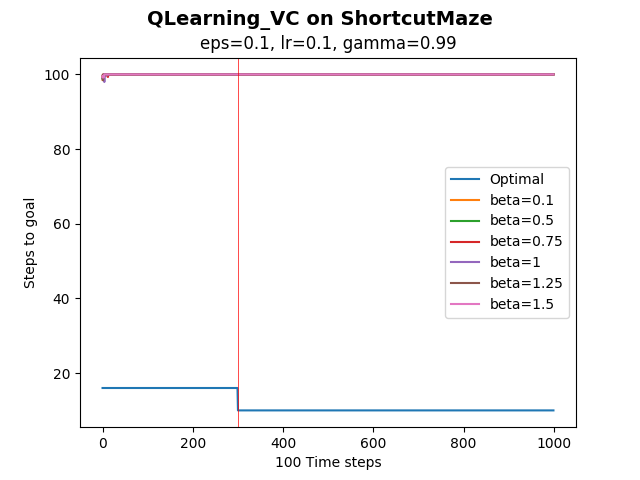 QLearning_VC on ShortcutMaze
eps=0.1, lr=0.1, gamma=0.99
Steps to goal
100
80
60
40
20
Optimal
beta=0.1
beta=0.5
beta=0.75
beta=1
beta=1.25
beta=1.5
0 200 400 600 800 1000
100 Time steps